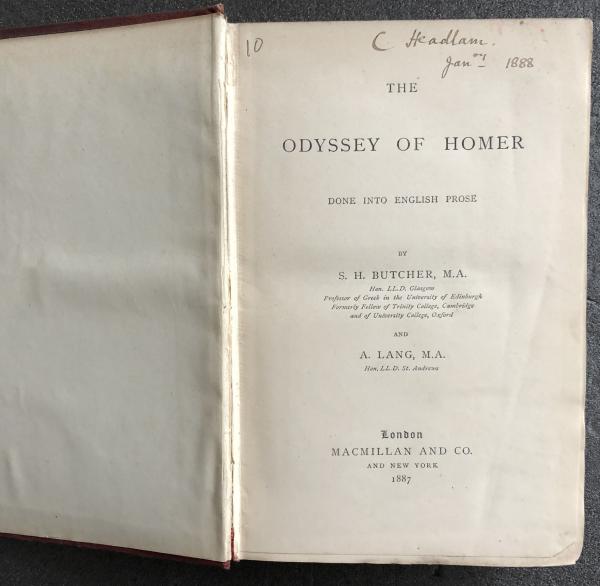 10
C Headlam.
Jan ry 1888
THE
ODYSSEY OF HOMER
DONE INTO ENGLISH PROSE
BY
S. H. BUTCHER, M.A.
Hon. LL.D. Glasgow
Professor of Greek in the University of Edinburgh
Formerly Fellow of Trinity College, Cambridge
and of University College, Oxford
AND
A. LANG, M.A.
Hon. LL.D. St. Andrews
London
MACMILLAN AND CO.
AND NEW YORK
1887